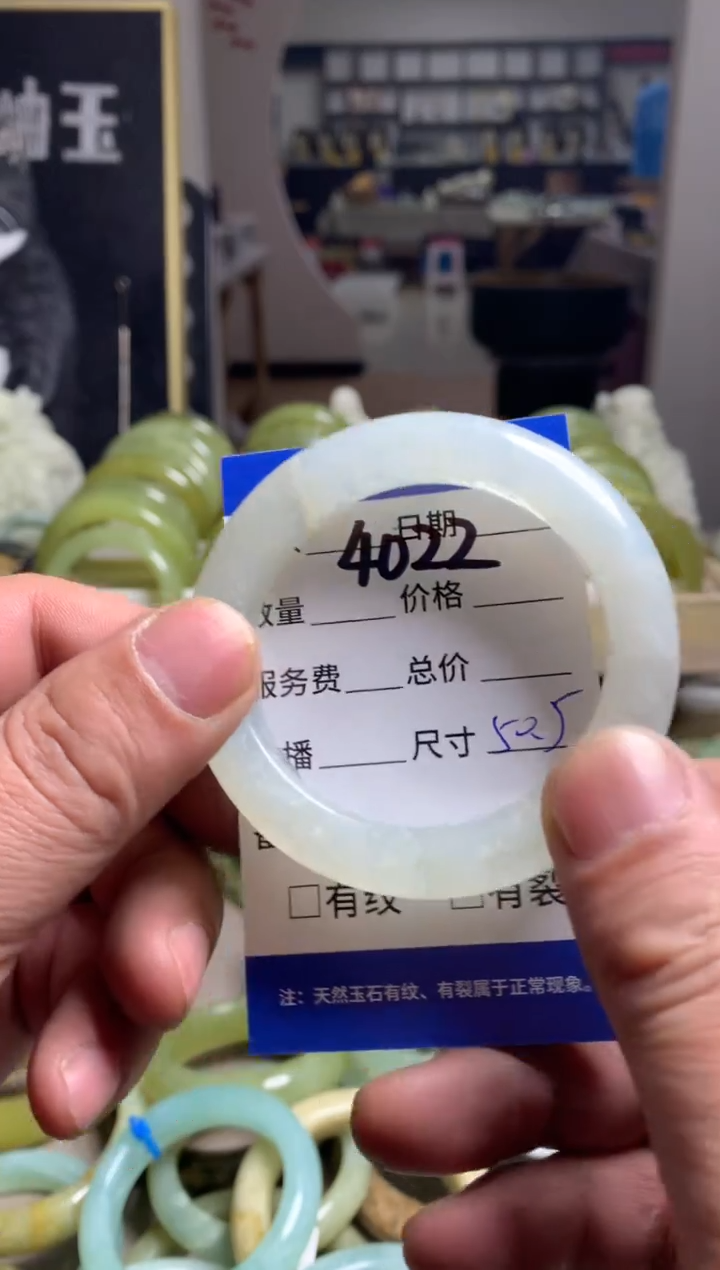 岫玉
日期
4022
数量 价格
服务费 总价
播 尺寸 52.5
□有纹 □有裂
注：天然玉石有纹、有裂属于正常现象。